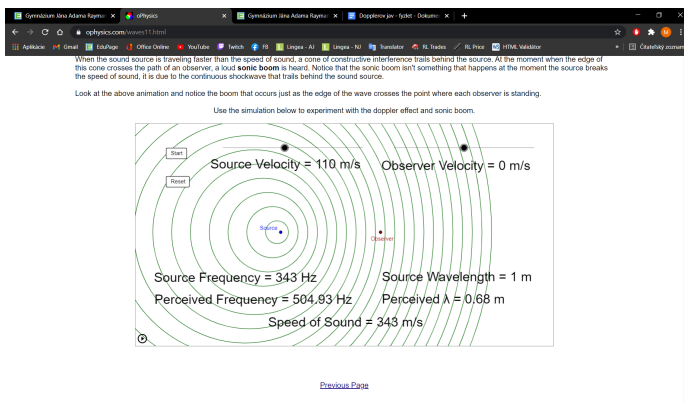 Gymnázium Jána Adama Rayma
oPhysics
Gymnázium Jána Adama Rayma
Dopplerov jav - fyzlet - Dokume
ophysics.com/waves11.html
Aplikácie
Gmail
EduPage
Office Online
YouTube
Twitch
FB
Lingea - AJ
Lingea - NJ
Translator
RL Trades
RL Price
HTML Validátor
»
Čitateľský zoznam
When the sound source is traveling faster than the speed of sound, a cone of constructive interference trails behind the source. At the moment when the edge of
this cone crosses the path of an observer, a loud sonic boom is heard. Notice that the sonic boom isn't something that happens at the moment the source breaks
the speed of sound, it is due to the continuous shockwave that trails behind the sound source.
Look at the above animation and notice the boom that occurs just as the edge of the wave crosses the point where each observer is standing.
Use the simulation below to experiment with the doppler effect and sonic boom.
Start
Source Velocity = 110 m/s
Observer Velocity = 0 m/s
Reset
Source
Observer
Source Frequency = 343 Hz
Source Wavelength = 1 m
Perceived Frequency = 504.93 Hz
Perceived λ = 0.68 m
Speed of Sound = 343 m/s
Previous Page